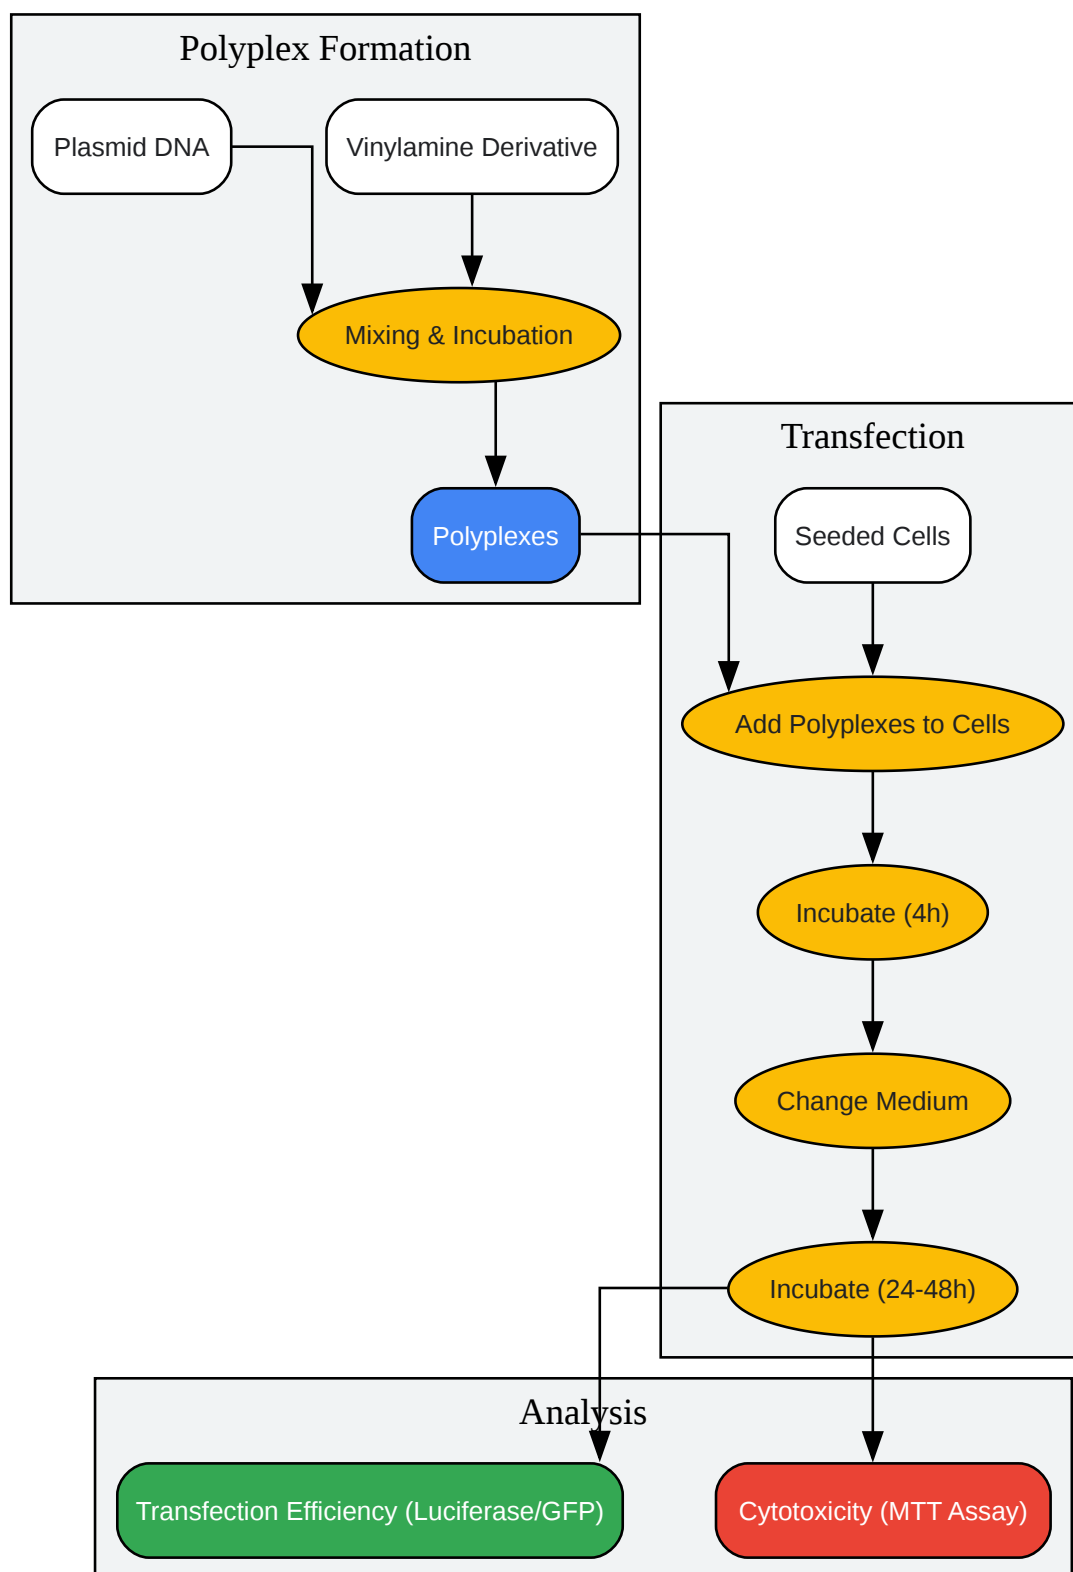 Polyplex Formation
Plasmid DNA
Vinylamine Derivative
Mixing & Incubation
Polyplexes
Transfection
Seeded Cells
Add Polyplexes to Cells
Incubate (4h)
Change Medium
Incubate (24-48h)
Analysis
Transfection Efficiency (Luciferase/GFP)
Cytotoxicity (MTT Assay)